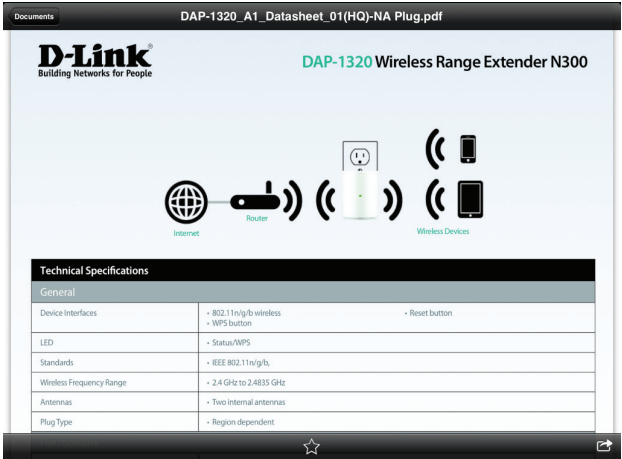 Documents
DAP-1320_A1_Datasheet_01(HQ)-NA Plug.pdf
D-Link®
Building Networks for People
DAP-1320 Wireless Range Extender N300
Internet
Router
Wireless Devices
Technical Specifications
General
Device Interfaces
• 802.11n/g/b wireless
• WPS button
• Reset button
LED
• Status/WPS
Standards
• IEEE 802.11n/g/b,
Wireless Frequency Range
• 2.4 GHz to 2.4835 GHz
Antennas
• Two internal antennas
Plug Type
• Region dependent